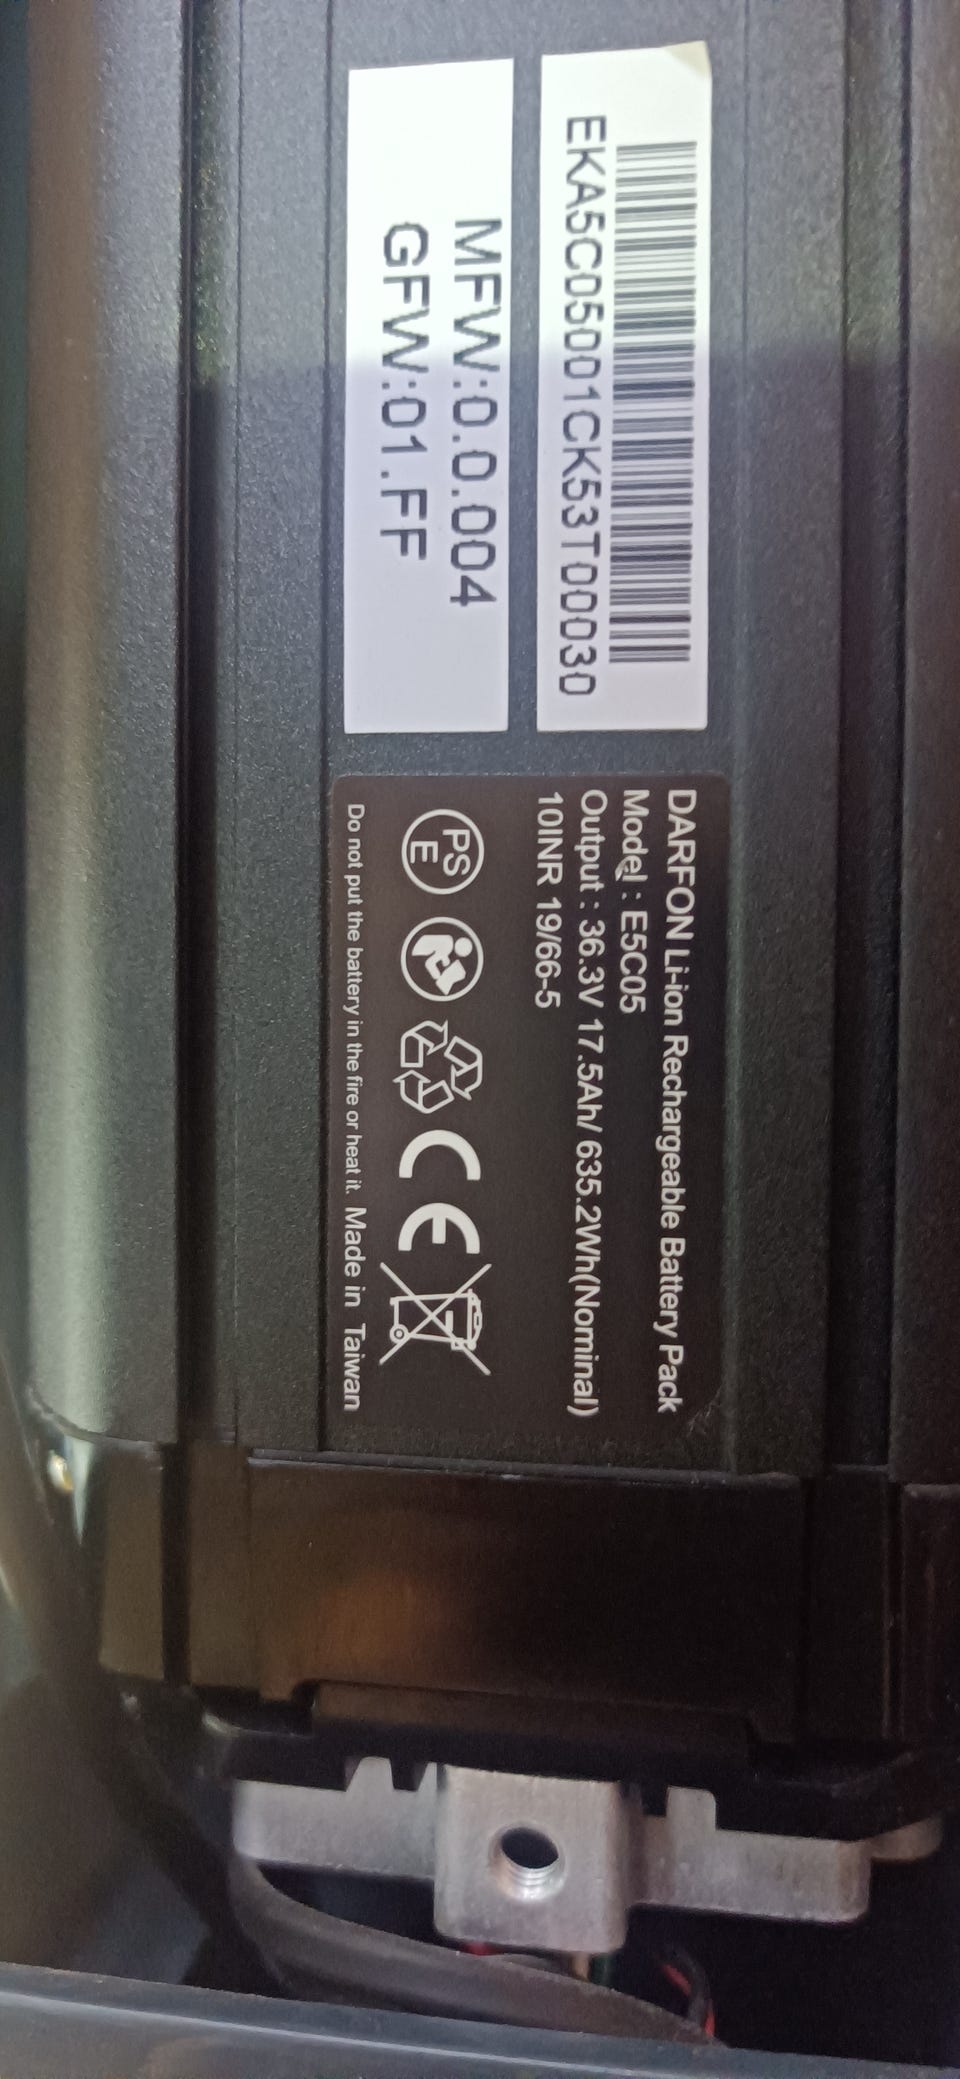 EKA5C05001CK53T00030
MFW:0.0.004
GFW:01.FF
DARFON Li-ion Rechargeable Battery Pack
Model : E5C05
Output : 36.3V 17.5Ah/ 635.2Wh(Nominal)
10INR 19/66-5
PS
E
CE
Do not put the battery in the fire or heat it. Made in Taiwan